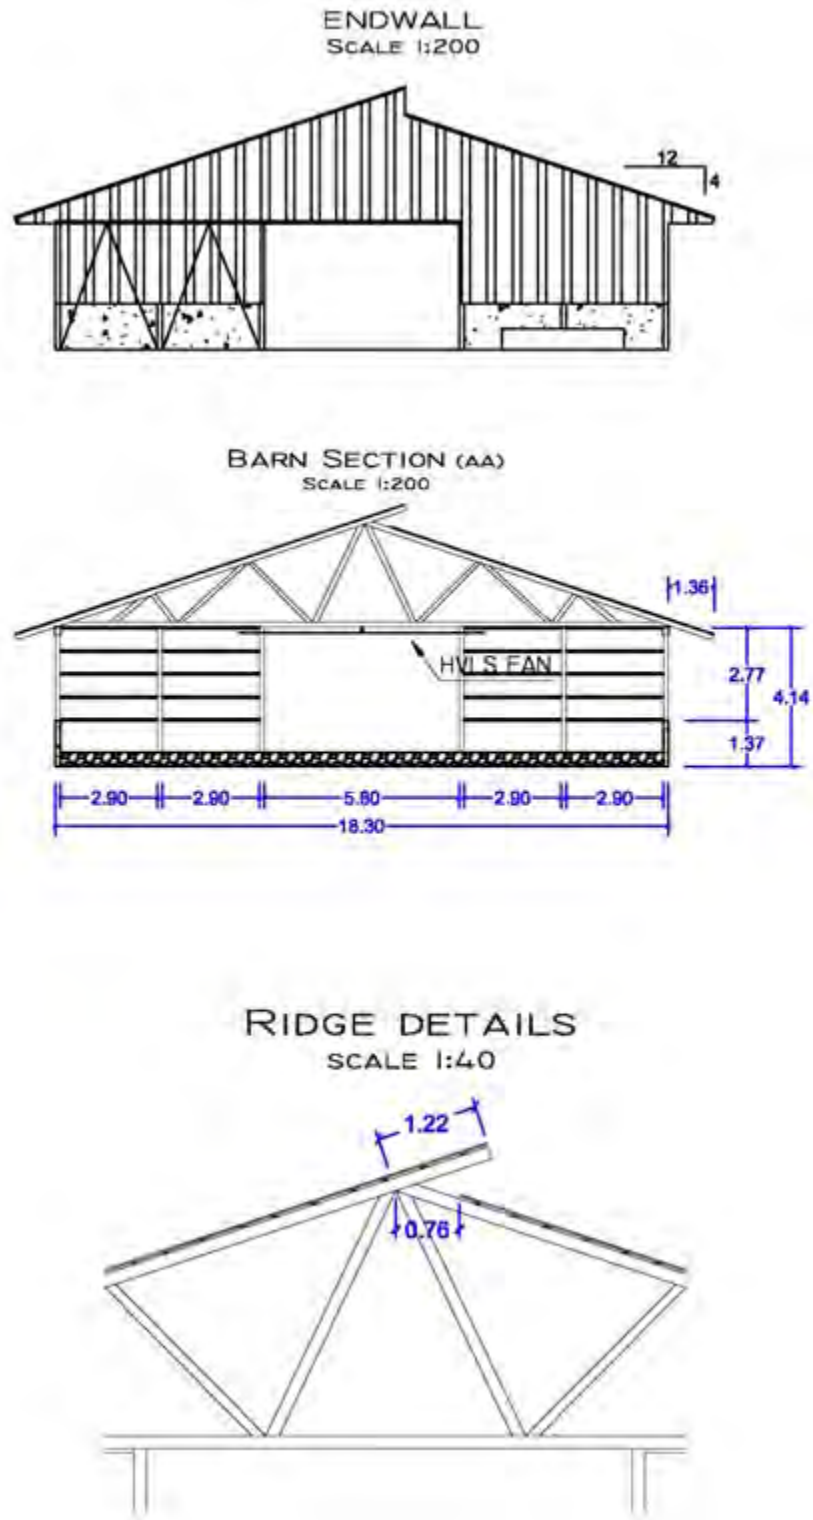 ENDWALL
SCALE 1:200
12
4
BARN SECTION (AA)
SCALE 1:200
1.36
HVLS FAN
2.77
4.14
1.37
2.90 2.90 5.60 2.90 2.90
18.30
RIDGE DETAILS
SCALE 1:40
1.22
0.76